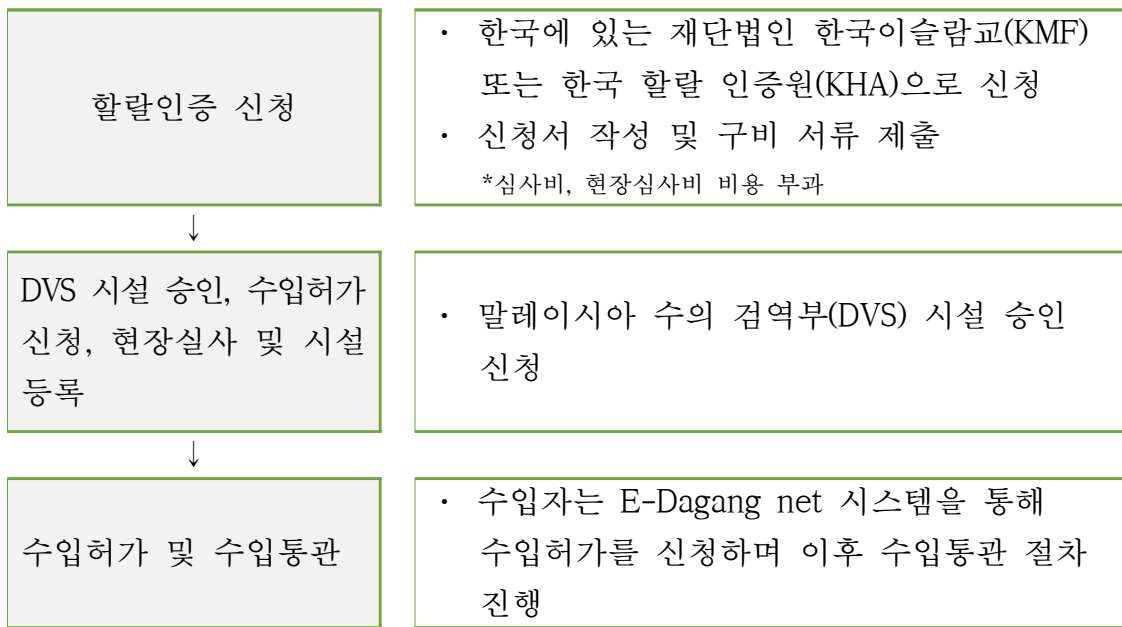 할랄인증 신청
· 한국에 있는 재단법인 한국이슬람교(KMF)
또는 한국 할랄 인증원(KHA)으로 신청
· 신청서 작성 및 구비 서류 제출
*심사비, 현장심사비 비용 부과
↓
DVS 시설 승인, 수입허가
신청, 현장실사 및 시설
등록
· 말레이시아 수의 검역부(DVS) 시설 승인
신청
↓
수입허가 및 수입통관
· 수입자는 E-Dagang net 시스템을 통해
수입허가를 신청하며 이후 수입통관 절차
진행